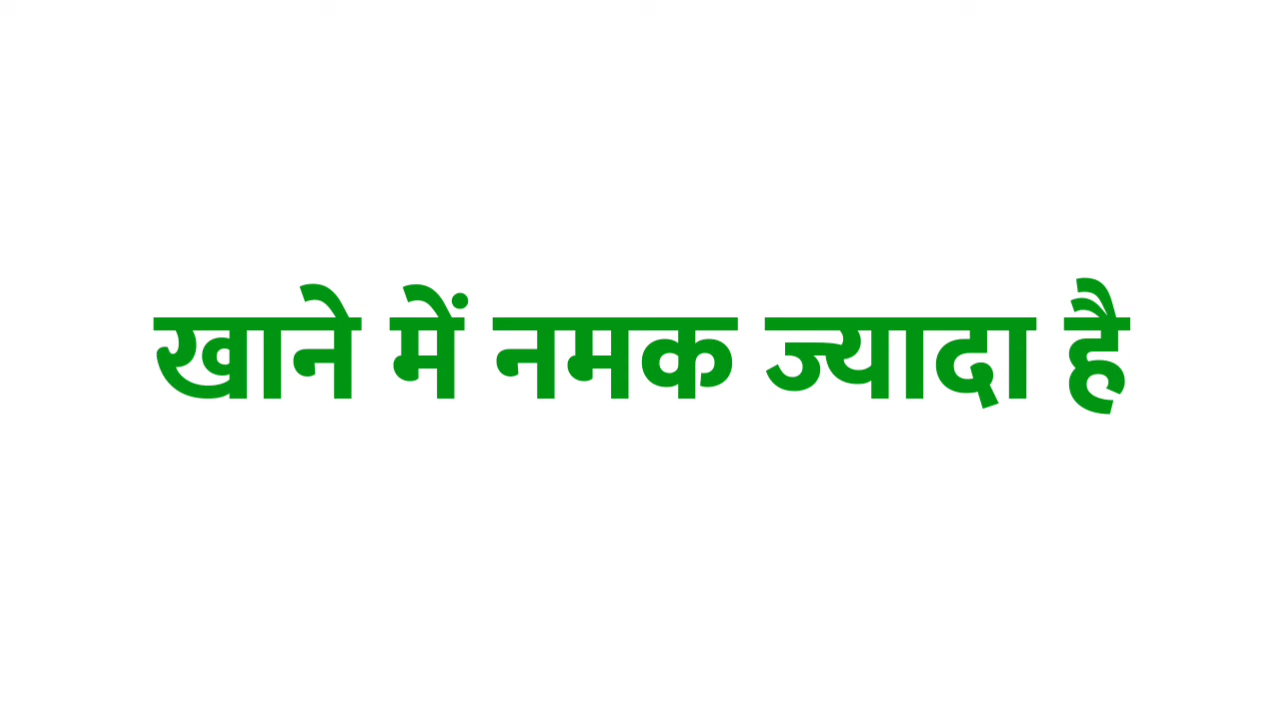 खाने में नमक ज्यादा है